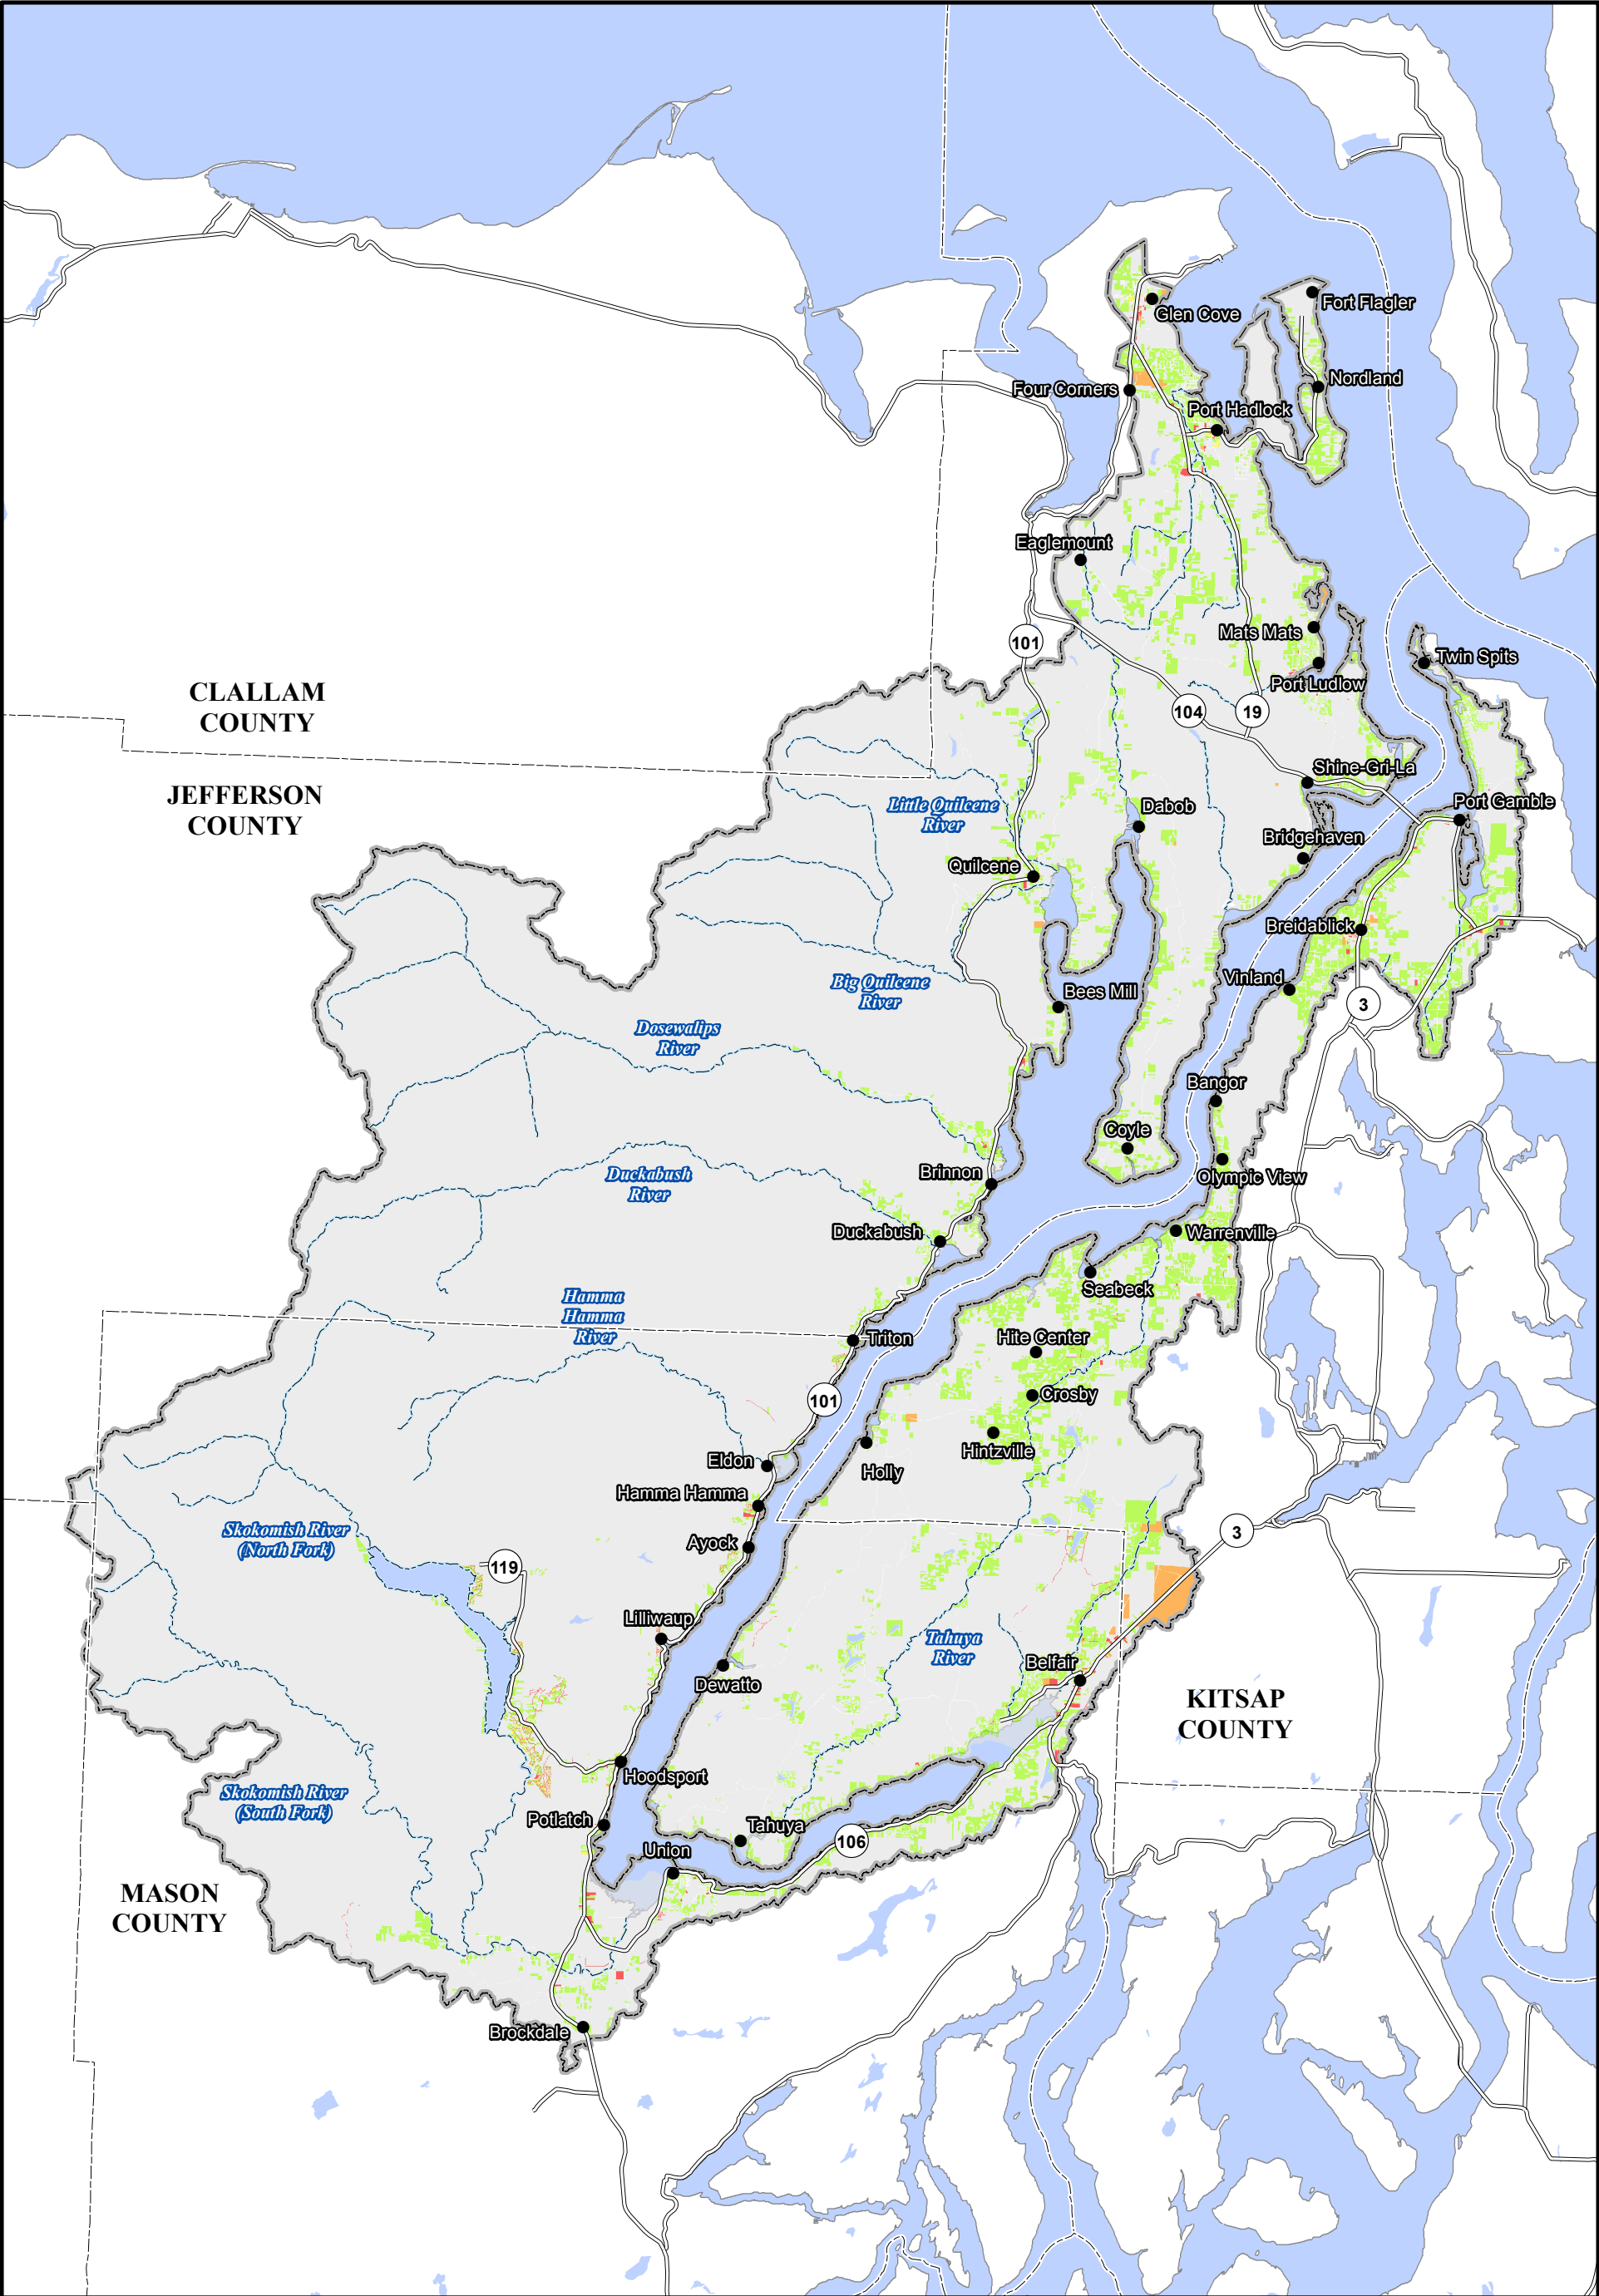 Glen Cove
Fort Flagler
Four Corners
Nordland
Port Hadlock
Eaglemount
101
Mats Mats
Twin Spits
Port Ludlow
CLALLAM
COUNTY
104
19
Shine-Gri-La
JEFFERSON
COUNTY
Little Quilcene
River
Dabob
Port Gamble
Bridgehaven
Quilcene
Breidablick
Big Quilcene
River
Vinland
Bees Mill
3
Dosewalips
River
Bangor
Coyle
Brinnon
Duckabush
River
Olympic View
Duckabush
Warrenville
Seabeck
Hamma
Hamma
River
Triton
Hite Center
101
Crosby
Hintzville
Eldon
Holly
Hamma Hamma
Skokomish River
(North Fork)
3
Ayock
119
Lilliwaup
Tahuya
River
Belfair
Dewatto
KITSAP
COUNTY
Hoodsport
Skokomish River
(South Fork)
Potlatch
Tahuya
106
Union
MASON
COUNTY
Brockdale